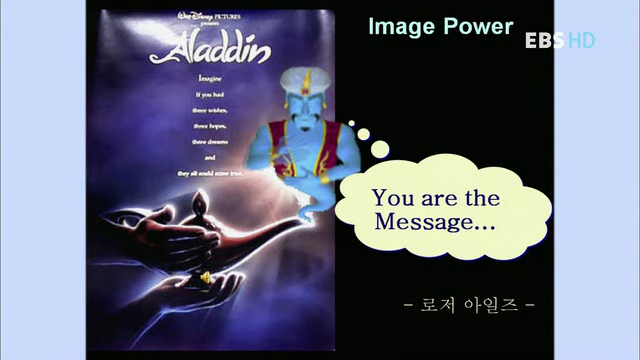 Image Power
EBS HD
Walt Disney PICTURES
presents
Aladdin
Imagine
if you had
three wishes,
three hopes,
three dreams
and
they all could come true.
You are the
Message...
- 로저 아일즈 -